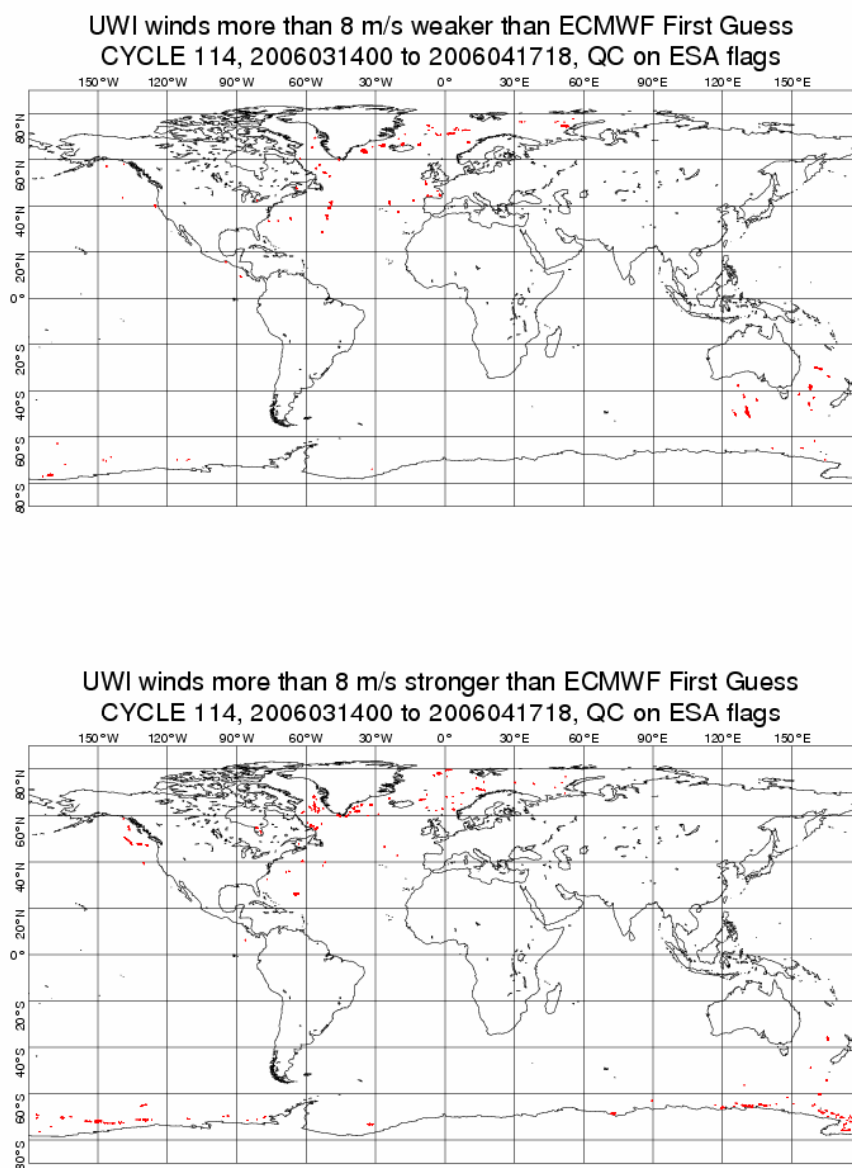 UWI winds more than 8 m/s weaker than ECMWF First Guess
CYCLE 114, 2006031400 to 2006041718, QC on ESA flags
150°W 120°W 90°W 60°W 30°W 0° 30°E 60°E 90°E 120°E 150°E
80°N
60°N
40°N
20°N
0°
20°S
40°S
60°S
80°S
UWI winds more than 8 m/s stronger than ECMWF First Guess
CYCLE 114, 2006031400 to 2006041718, QC on ESA flags
150°W 120°W 90°W 60°W 30°W 0° 30°E 60°E 90°E 120°E 150°E
80°N
60°N
40°N
20°N
0°
20°S
40°S
60°S
80°S